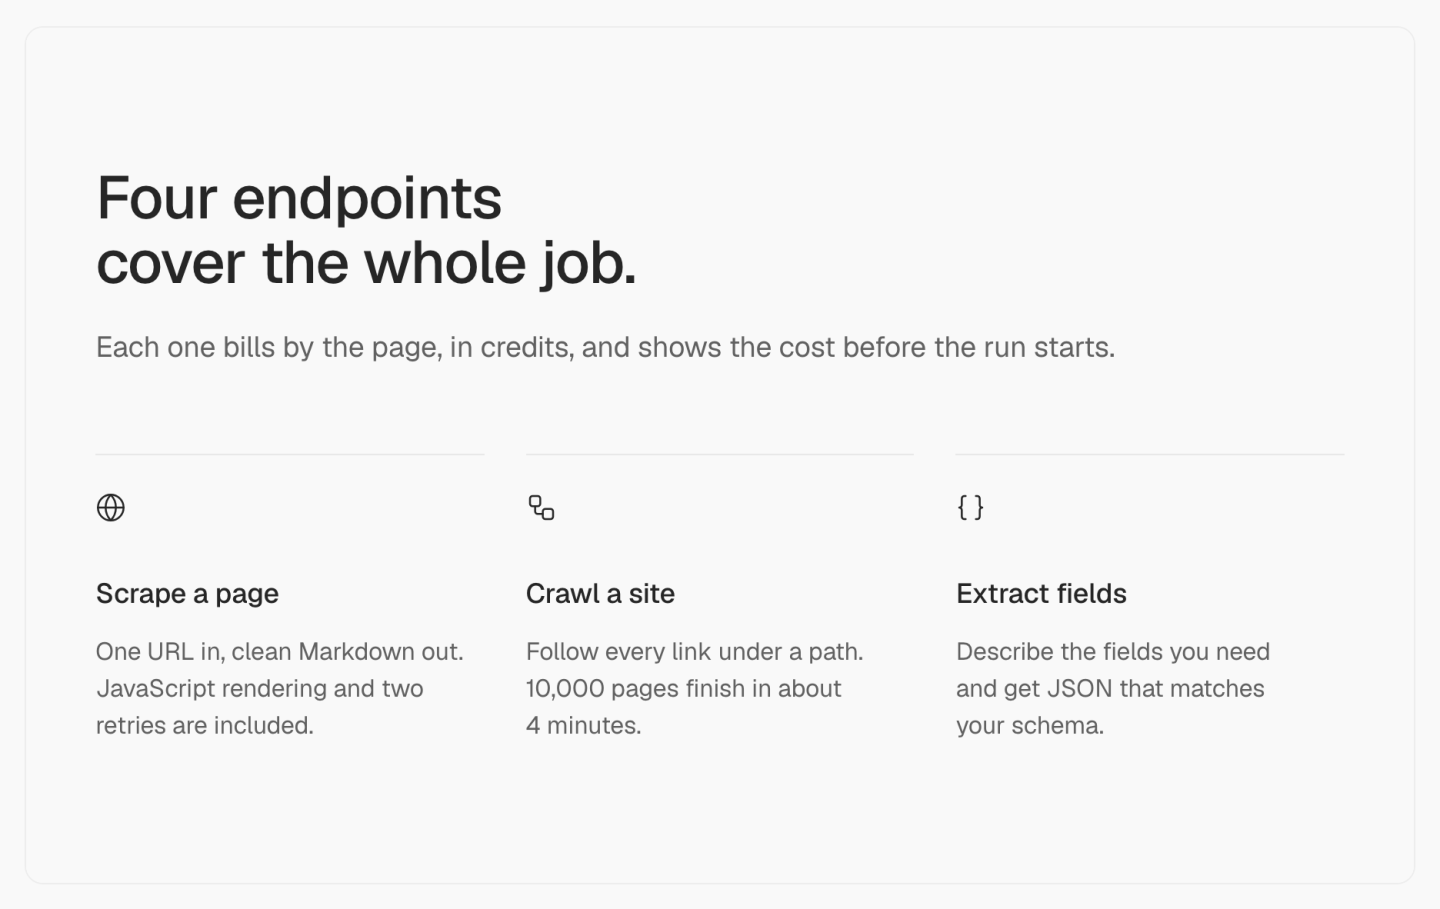 Four endpoints
cover the whole job.
Each one bills by the page, in credits, and shows the cost before the run starts.
Scrape a page
One URL in, clean Markdown out.
JavaScript rendering and two
retries are included.
Crawl a site
Follow every link under a path.
10,000 pages finish in about
4 minutes.
Extract fields
Describe the fields you need
and get JSON that matches
your schema.